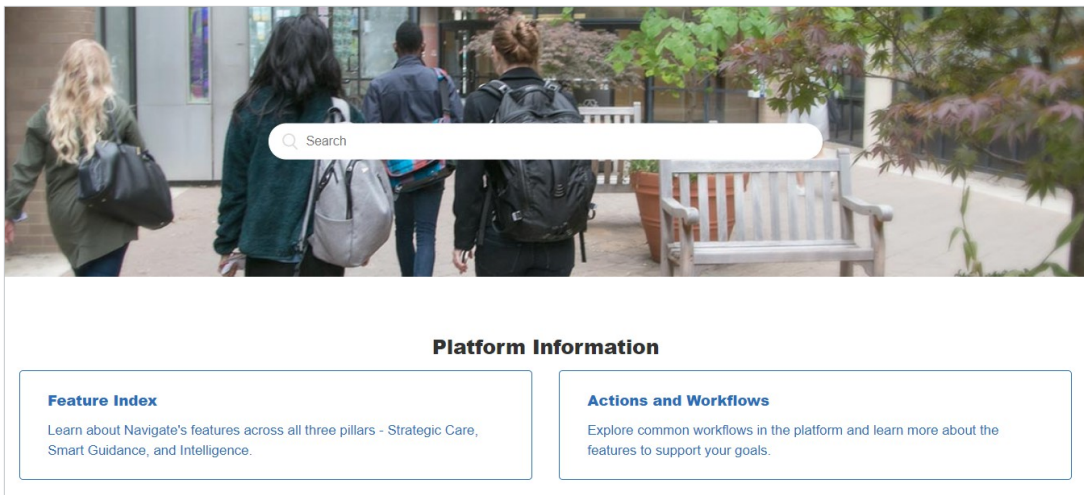 Search
Platform Information
Feature Index
Learn about Navigate's features across all three pillars - Strategic Care,
Smart Guidance, and Intelligence.
Actions and Workflows
Explore common workflows in the platform and learn more about the
features to support your goals.